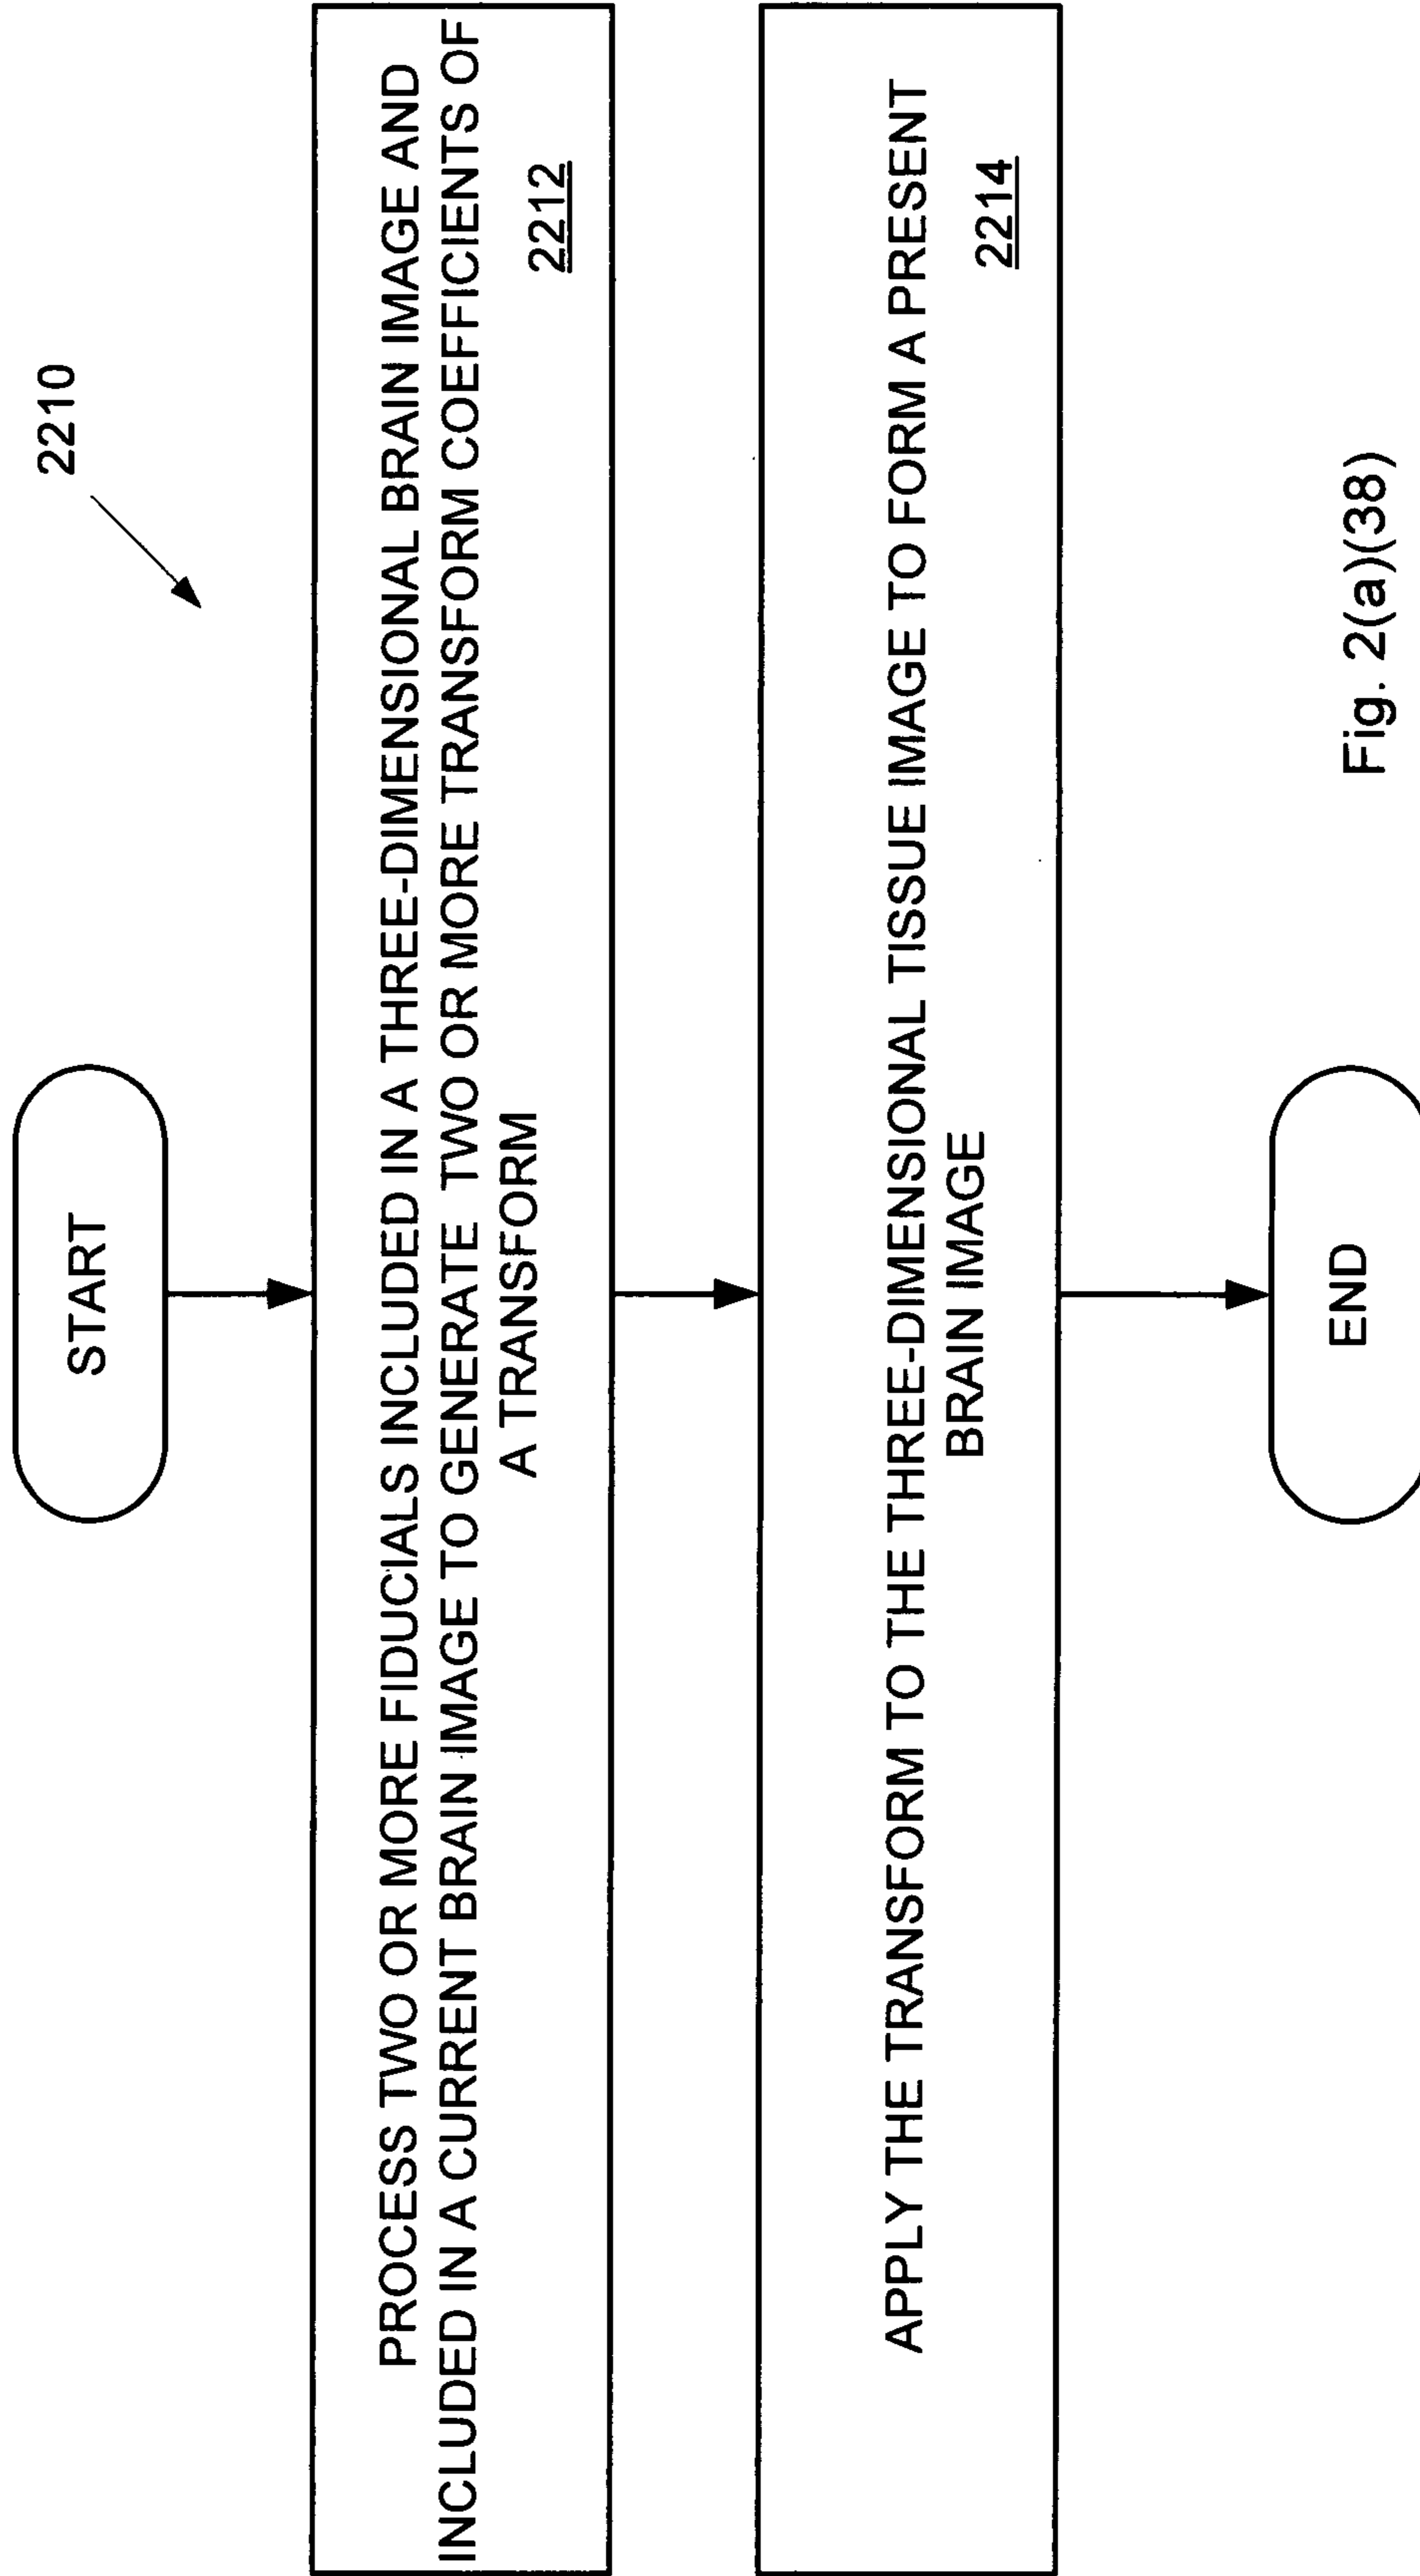 2210
START
PROCESS TWO OR MORE FIDUCIALS INCLUDED IN A THREE-DIMENSIONAL BRAIN IMAGE AND
INCLUDED IN A CURRENT BRAIN IMAGE TO GENERATE TWO OR MORE TRANSFORM COEFFICIENTS OF
A TRANSFORM
2212
APPLY THE TRANSFORM TO THE THREE-DIMENSIONAL TISSUE IMAGE TO FORM A PRESENT
BRAIN IMAGE
2214
END
Fig. 2(a)(38)